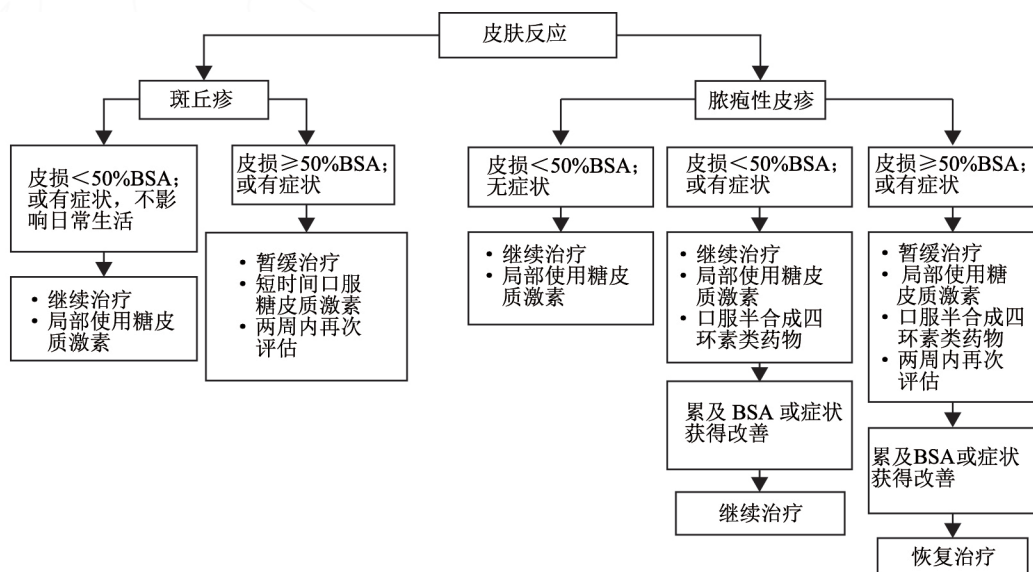 皮肤反应
斑丘疹
脓疱性皮疹
皮损＜50%BSA；
或有症状，不影
响日常生活
皮损≥50%BSA；
或有症状
皮损＜50%BSA；
无症状
皮损＜50%BSA；
或有症状
皮损≥50%BSA；
或有症状
• 继续治疗
• 局部使用糖皮
质激素
• 暂缓治疗
• 短时间口服
糖皮质激素
• 两周内再次
评估
• 继续治疗
• 局部使用糖皮
质激素
• 继续治疗
• 局部使用糖皮
质激素
• 口服半合成四
环素类药物
• 暂缓治疗
• 局部使用糖
皮质激素
• 口服半合成四
环素类药物
• 两周内再次
评估
累及 BSA 或症状
获得改善
累及BSA或症状
获得改善
继续治疗
恢复治疗